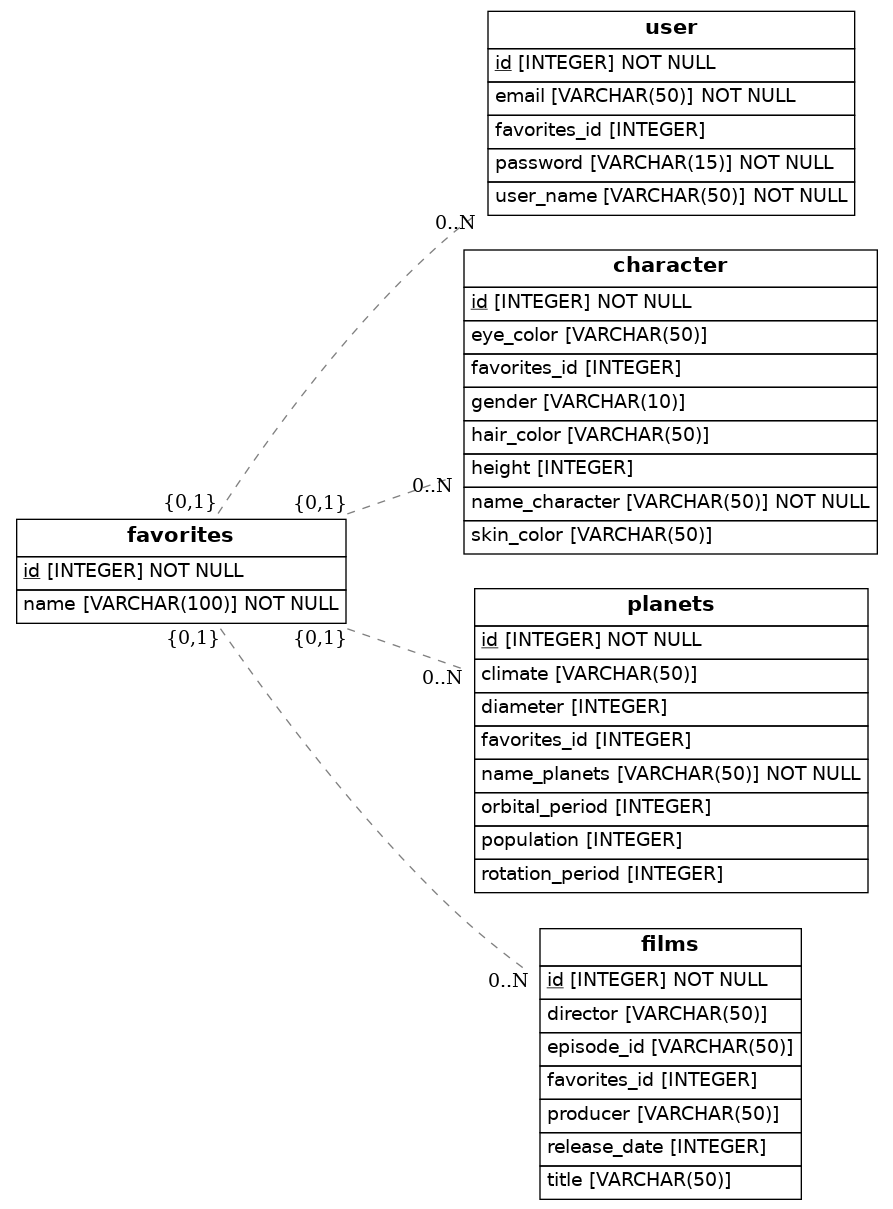 user
id [INTEGER] NOT NULL
email [VARCHAR(50)] NOT NULL
favorites_id [INTEGER]
password [VARCHAR(15)] NOT NULL
user_name [VARCHAR(50)] NOT NULL
0..N
{0,1}
character
id [INTEGER] NOT NULL
eye_color [VARCHAR(50)]
favorites_id [INTEGER]
gender [VARCHAR(10)]
hair_color [VARCHAR(50)]
height [INTEGER]
name_character [VARCHAR(50)] NOT NULL
skin_color [VARCHAR(50)]
0..N
{0,1}
favorites
id [INTEGER] NOT NULL
name [VARCHAR(100)] NOT NULL
{0,1}
{0,1}
planets
id [INTEGER] NOT NULL
climate [VARCHAR(50)]
diameter [INTEGER]
favorites_id [INTEGER]
name_planets [VARCHAR(50)] NOT NULL
orbital_period [INTEGER]
population [INTEGER]
rotation_period [INTEGER]
0..N
films
id [INTEGER] NOT NULL
director [VARCHAR(50)]
episode_id [VARCHAR(50)]
favorites_id [INTEGER]
producer [VARCHAR(50)]
release_date [INTEGER]
title [VARCHAR(50)]
0..N